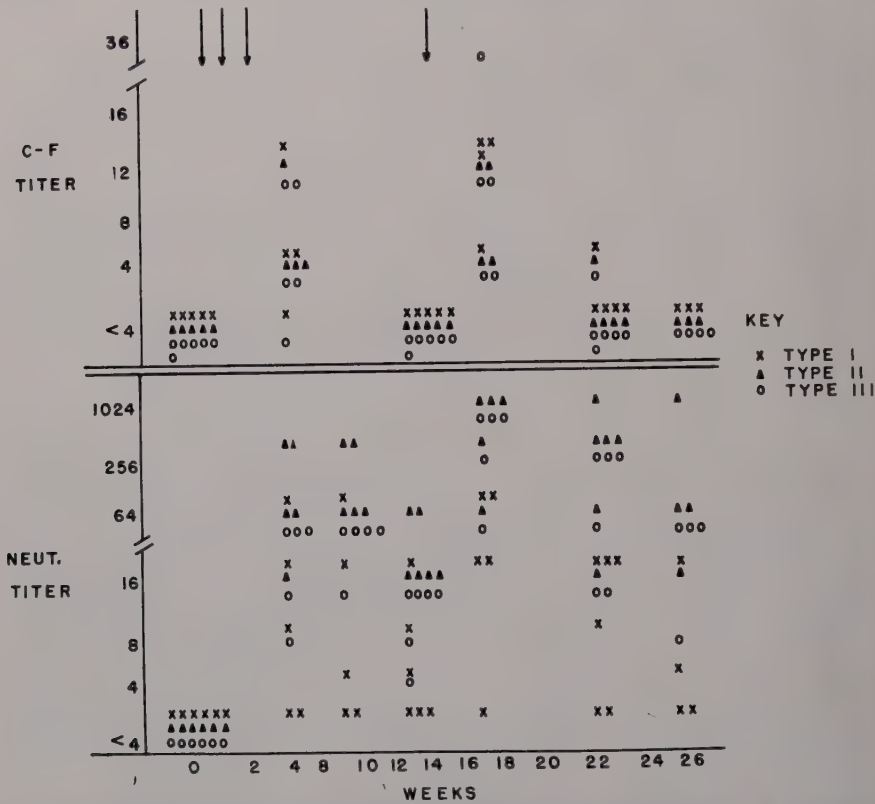 36
16
C-F
TITER
12
8
4
<4
KEY
X TYPE I
▲ TYPE II
O TYPE III
1024
256
64
NEUT.
TITER
16
8
4
<4
0 2 4 8 10 12 14 16 18 20 22 24 26
WEEKS